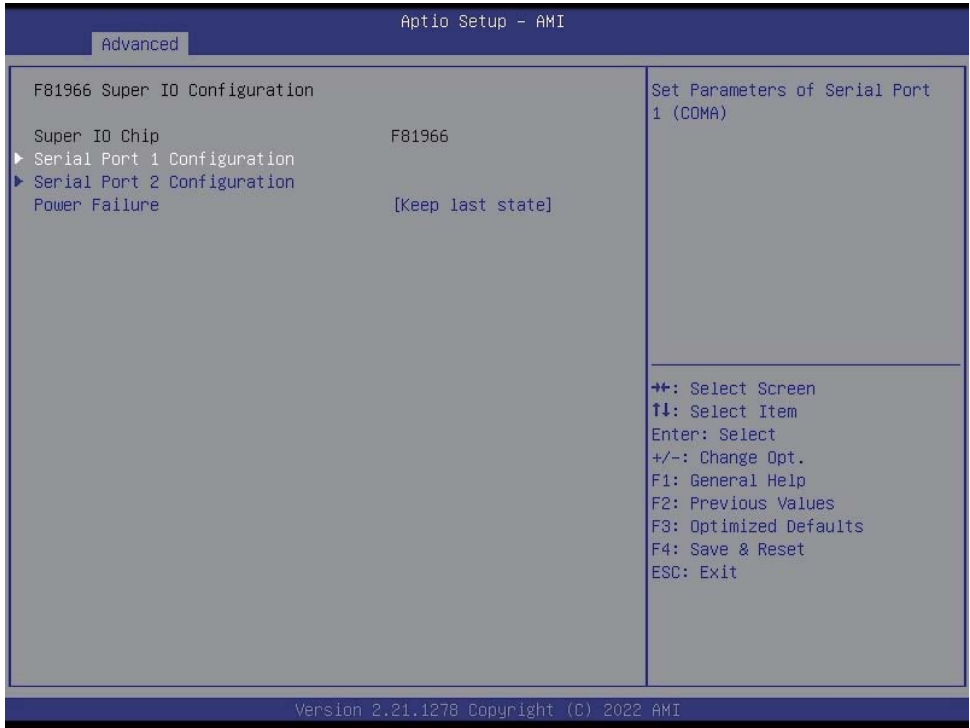 Aptio Setup – AMI
Advanced
F81966 Super IO Configuration
Super IO Chip F81966
Serial Port 1 Configuration
Serial Port 2 Configuration
Power Failure [Keep last state]
Set Parameters of Serial Port
1 (COMA)
→←: Select Screen
↑↓: Select Item
Enter: Select
+/-: Change Opt.
F1: General Help
F2: Previous Values
F3: Optimized Defaults
F4: Save & Reset
ESC: Exit
Version 2.21.1278 Copyright (C) 2022 AMI